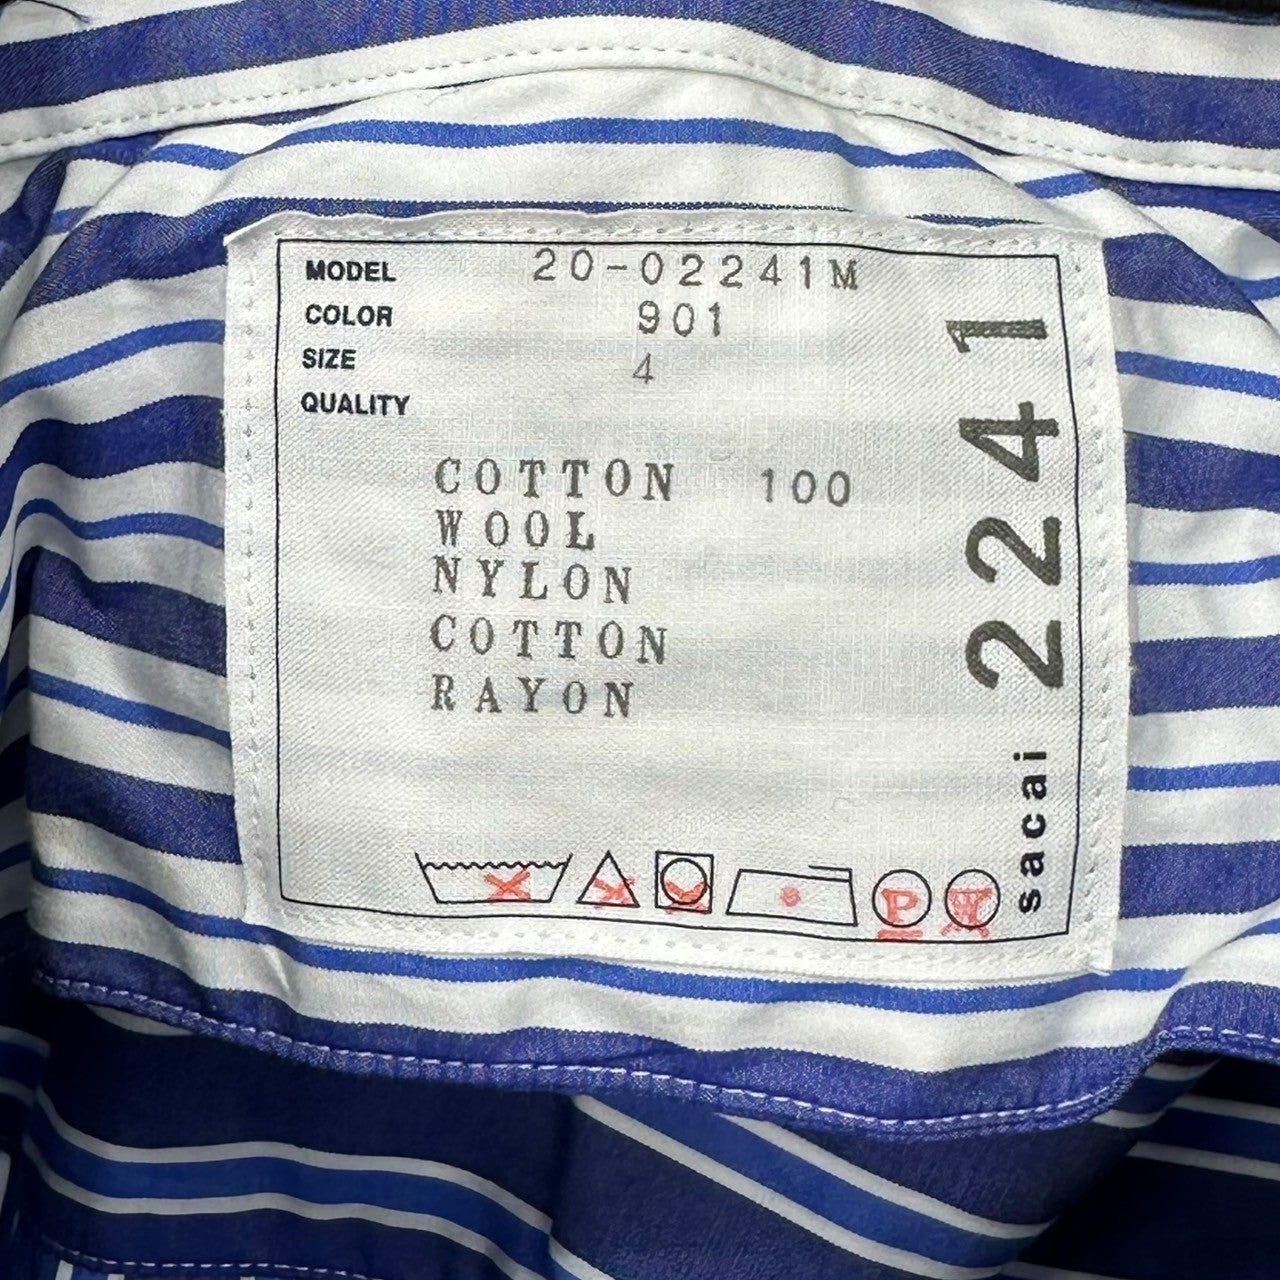 MODEL 20-02241M
COLOR 901
SIZE 4
QUALITY
COTTON 100
WOOL
NYLON
COTTON
RAYON
sacai 2241
P W